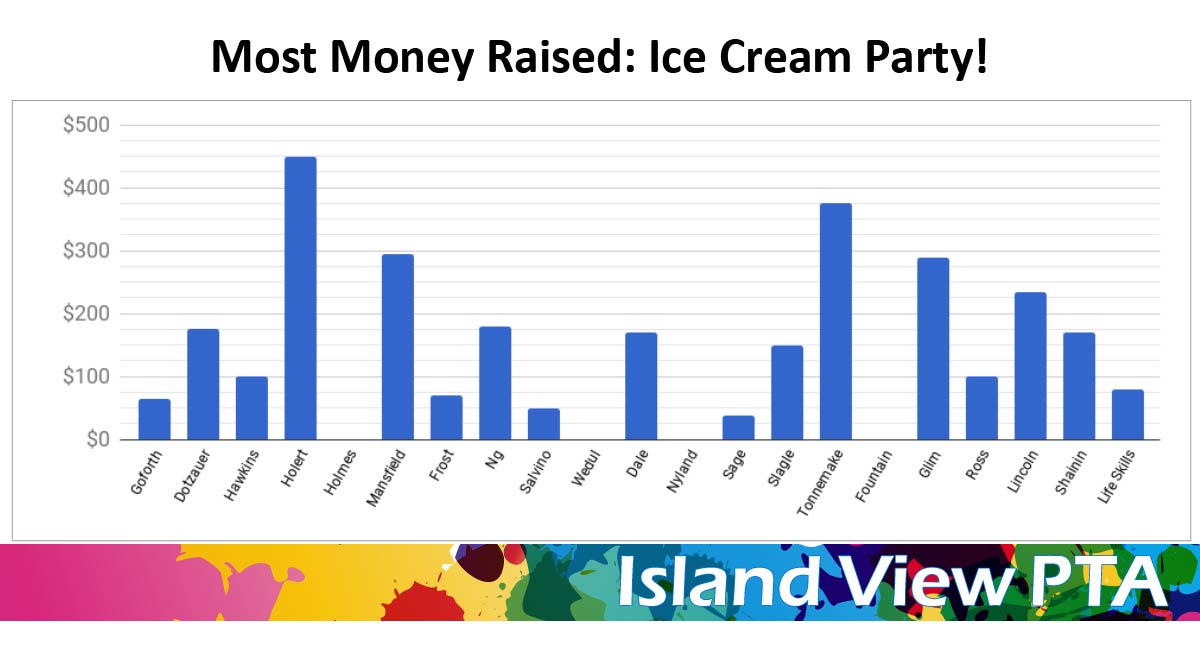 Most Money Raised: Ice Cream Party!
$500
$400
$300
$200
$100
$0
Goforth
Dotzauer
Hawkins
Holert
Holmes
Mansfield
Frost
Ng
Salvino
Wedul
Dale
Nyland
Sage
Slagle
Tonnemake
Fountain
Gilm
Ross
Lincoln
Shainin
Life Skills
Island View PTA